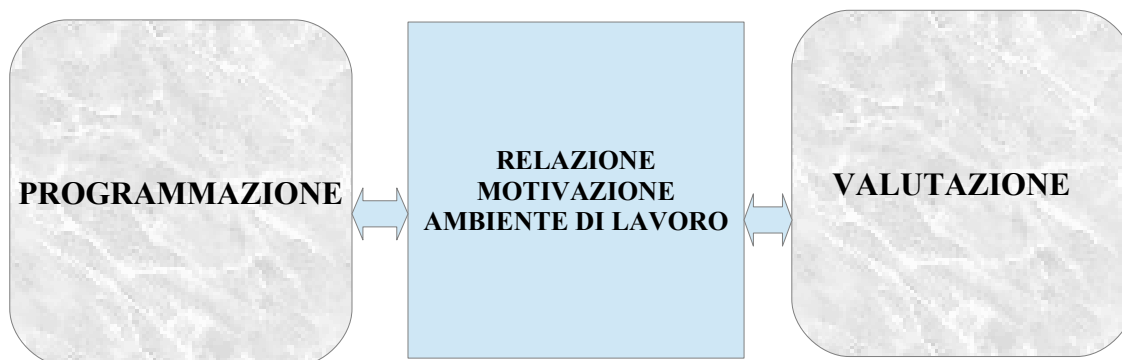 PROGRAMMAZIONE
RELAZIONE
MOTIVAZIONE
AMBIENTE DI LAVORO
VALUTAZIONE